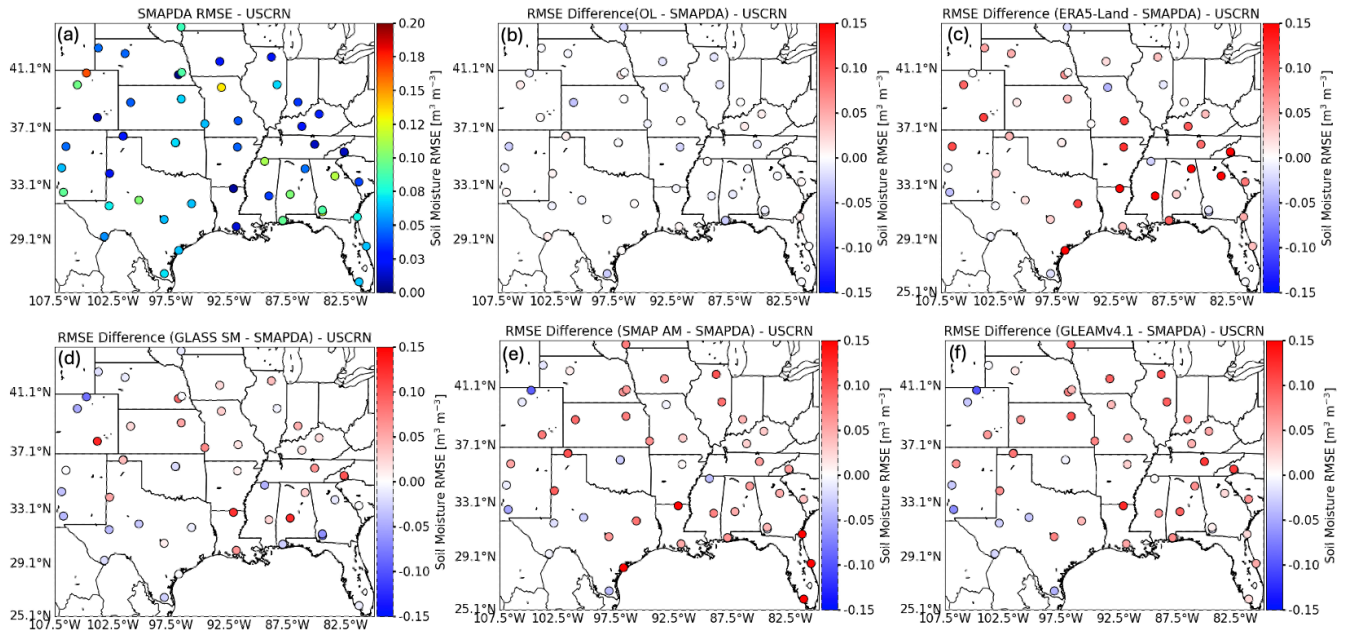 SMAPDA RMSE - USCRN
(a)
41.1°N
37.1°N
33.1°N
29.1°N
107.5°W 102.5°W 97.5°W 92.5°W 87.5°W 82.5°W
0.20
0.18
0.15
0.13
0.10
0.08
0.05
0.03
0.00
Soil Moisture RMSE [m³ m⁻³]
RMSE Difference(OL - SMAPDA) - USCRN
(b)
41.1°N
37.1°N
33.1°N
29.1°N
0.15
0.10
0.05
0.00
-0.05
-0.10
-0.15
Soil Moisture RMSE [m³ m⁻³]
RMSE Difference (ERA5-Land - SMAPDA) - USCRN
(c)
41.1°N
37.1°N
33.1°N
29.1°N
25.1°N
107.5°W 102.5°W 97.5°W 92.5°W 87.5°W 82.5°W
0.15
0.10
0.05
0.00
-0.05
-0.10
-0.15
Soil Moisture RMSE [m³ m⁻³]
RMSE Difference (GLASS SM - SMAPDA) - USCRN
(d)
41.1°N
37.1°N
33.1°N
29.1°N
25.1°N
107.5°W 102.5°W 97.5°W 92.5°W 87.5°W 82.5°W
0.15
0.10
0.05
0.00
-0.05
-0.10
-0.15
Soil Moisture RMSE [m³ m⁻³]
RMSE Difference (SMAP AM - SMAPDA) - USCRN
(e)
41.1°N
37.1°N
33.1°N
29.1°N
25.1°N
107.5°W 102.5°W 97.5°W 92.5°W 87.5°W 82.5°W
0.15
0.10
0.05
0.00
-0.05
-0.10
-0.15
Soil Moisture RMSE [m³ m⁻³]
RMSE Difference (GLEAMv4.1 - SMAPDA) - USCRN
(f)
41.1°N
37.1°N
33.1°N
29.1°N
25.1°N
107.5°W 102.5°W 97.5°W 92.5°W 87.5°W 82.5°W
0.15
0.10
0.05
0.00
-0.05
-0.10
-0.15
Soil Moisture RMSE [m³ m⁻³]